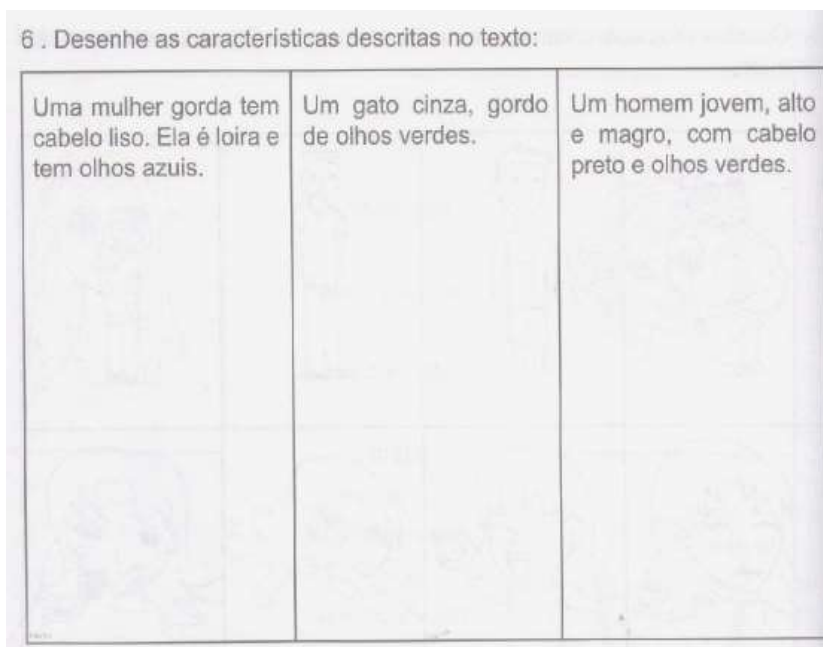 6 . Desenhe as características descritas no texto:
Uma mulher gorda tem
cabelo liso. Ela é loira e
tem olhos azuis.
Um gato cinza, gordo
de olhos verdes.
Um homem jovem, alto
e magro, com cabelo
preto e olhos verdes.